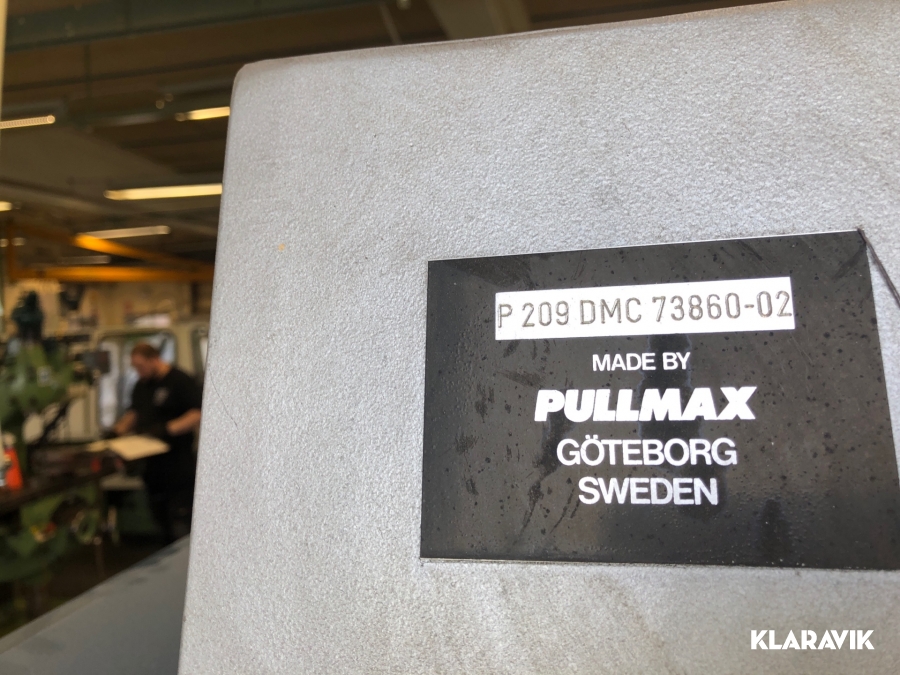 P 209 DMC 73860-02
MADE BY
PULLMAX
GÖTEBORG
SWEDEN
KLARAVIK